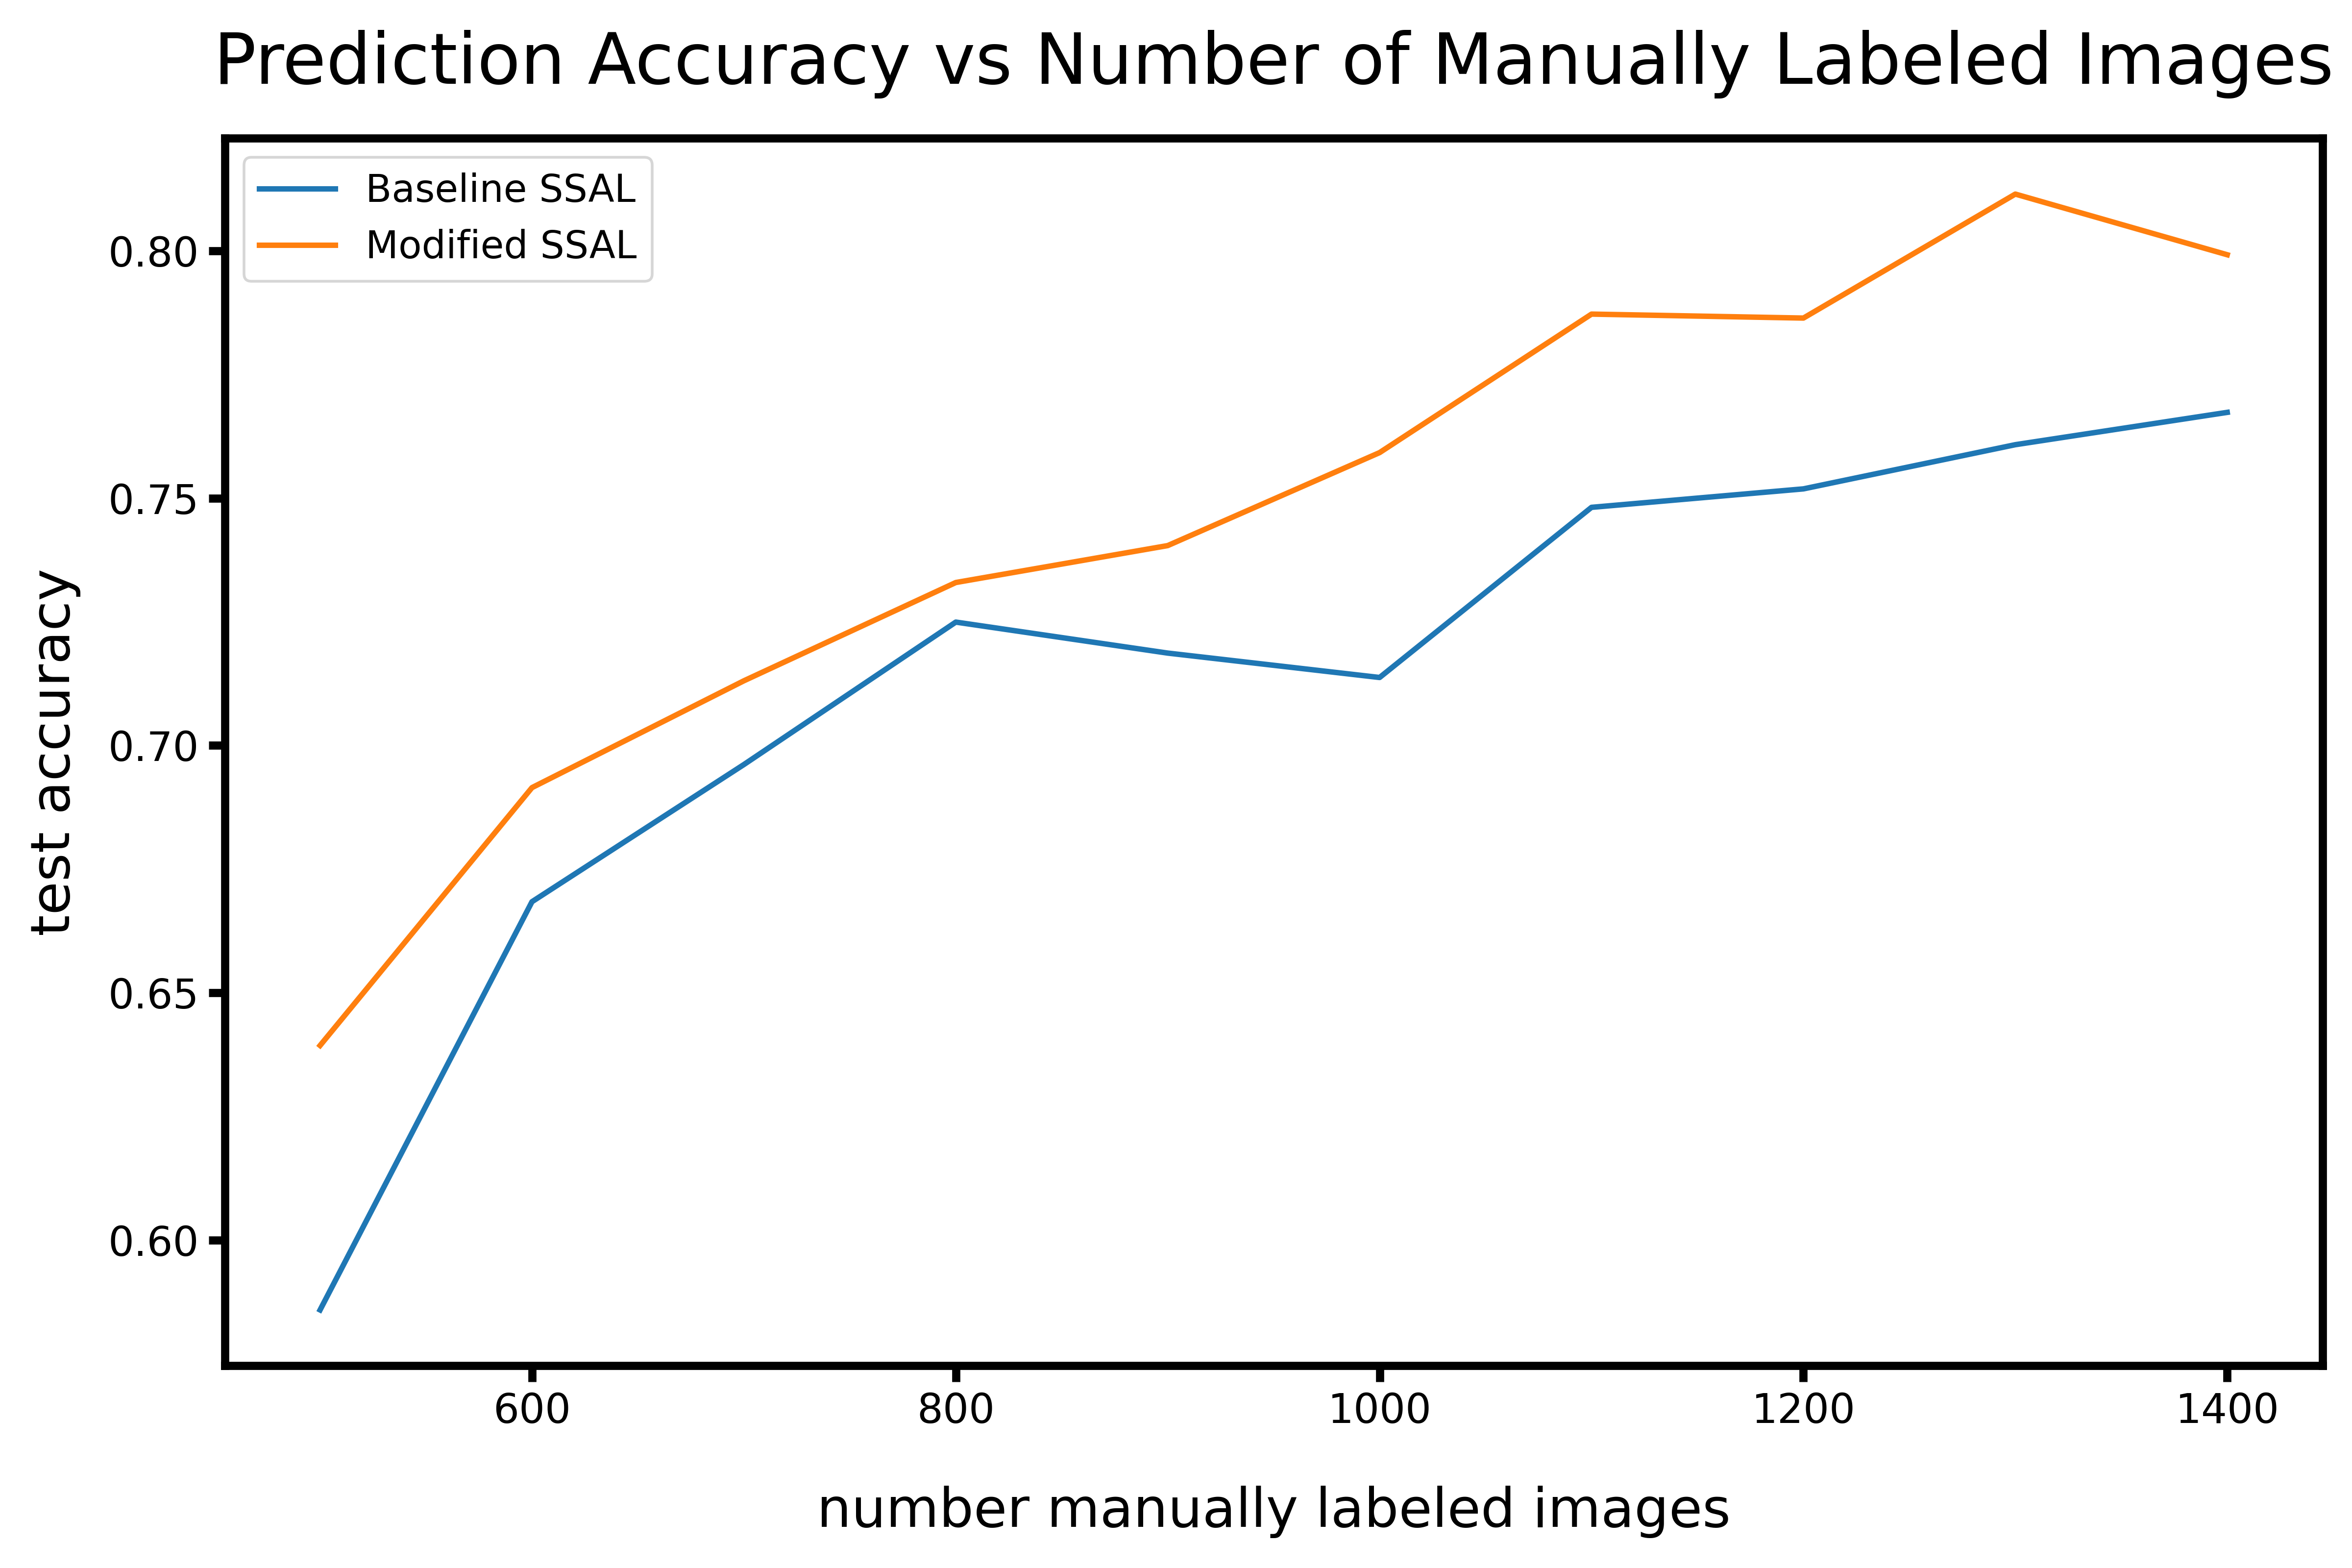 Prediction Accuracy vs Number of Manually Labeled Images
Baseline SSAL
Modified SSAL
0.80
0.75
0.70
0.65
0.60
test accuracy
600 800 1000 1200 1400
number manually labeled images